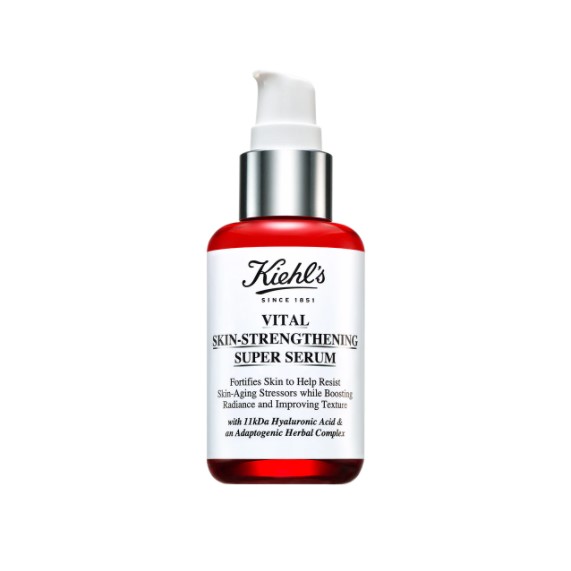 Kiehl's
SINCE 1851
VITAL
SKIN-STRENGTHENING
SUPER SERUM
Fortifies Skin to Help Resist
Skin-Aging Stressors while Boosting
Radiance and Improving Texture
with 11kDa Hyaluronic Acid &
an Adaptogenic Herbal Complex